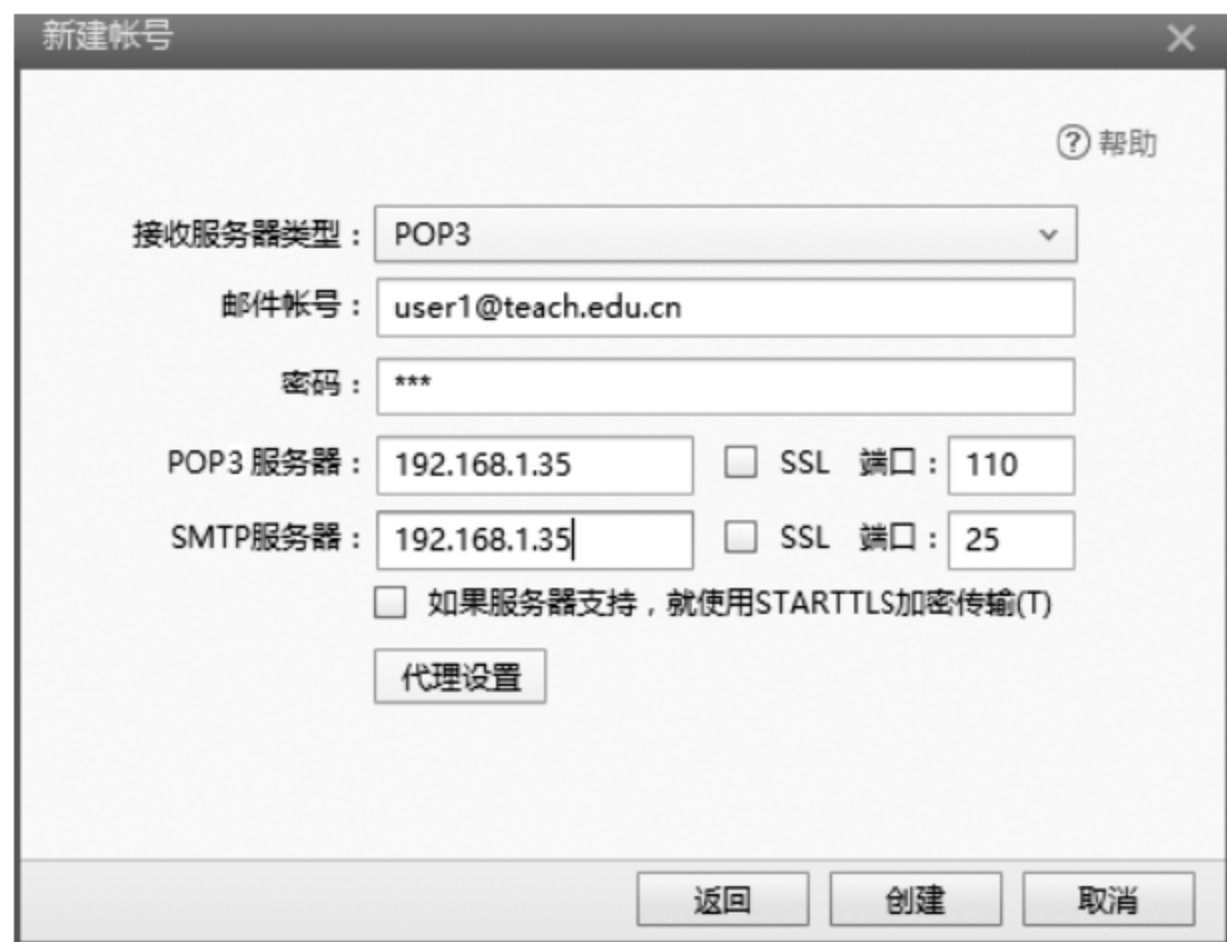 新建帐号
? 帮助
接收服务器类型： POP3
邮件帐号： user1@teach.edu.cn
密码： ***
POP3 服务器： 192.168.1.35 SSL 端口： 110
SMTP服务器： 192.168.1.35 SSL 端口： 25
如果服务器支持，就使用STARTTLS加密传输(T)
代理设置
返回 创建 取消